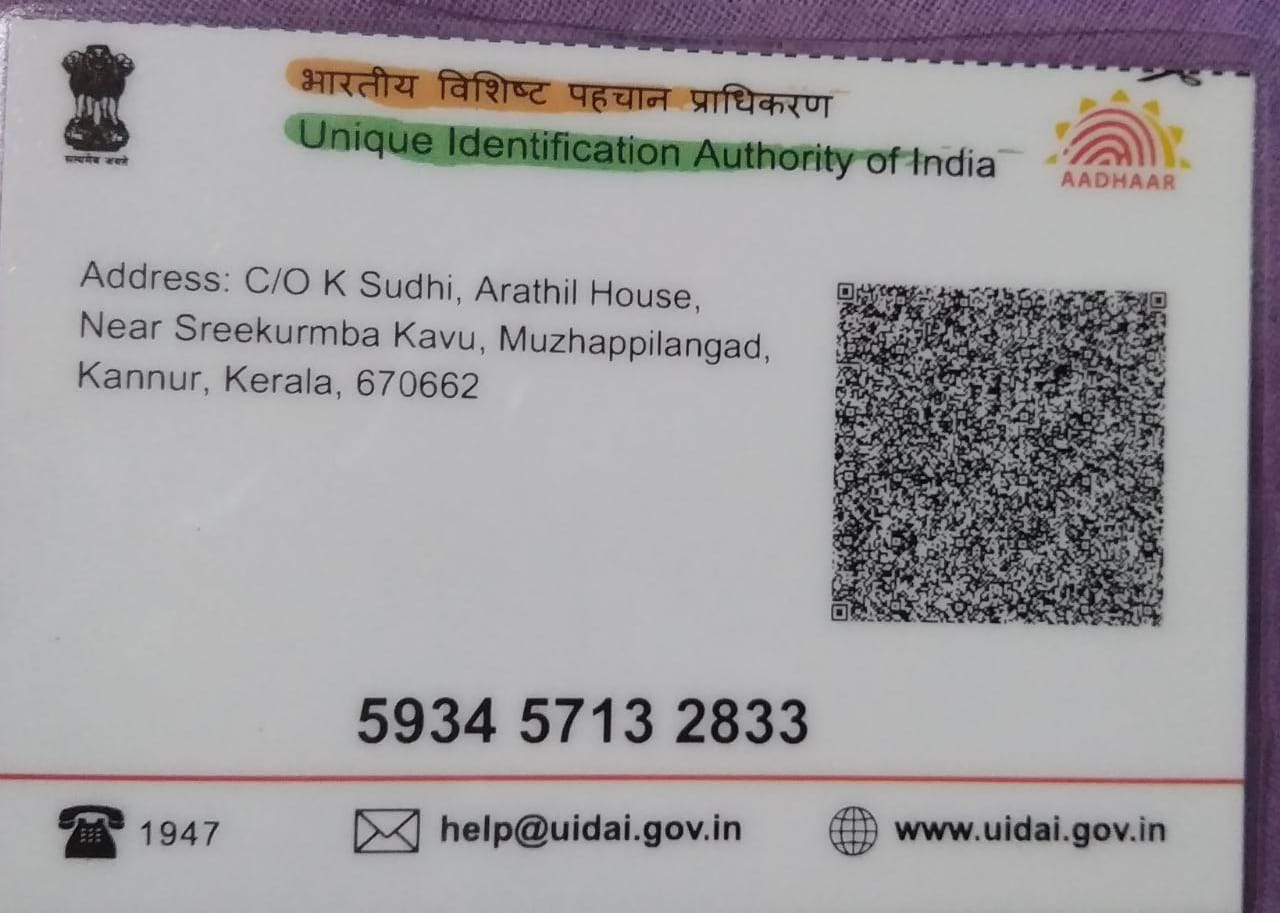 भारतीय विशिष्ट पहचान प्राधिकरण
Unique Identification Authority of India
सत्यमेव जयते
AADHAAR
Address: C/O K Sudhi, Arathil House,
Near Sreekurmba Kavu, Muzhappilangad,
Kannur, Kerala, 670662
5934 5713 2833
1947
help@uidai.gov.in
www.uidai.gov.in